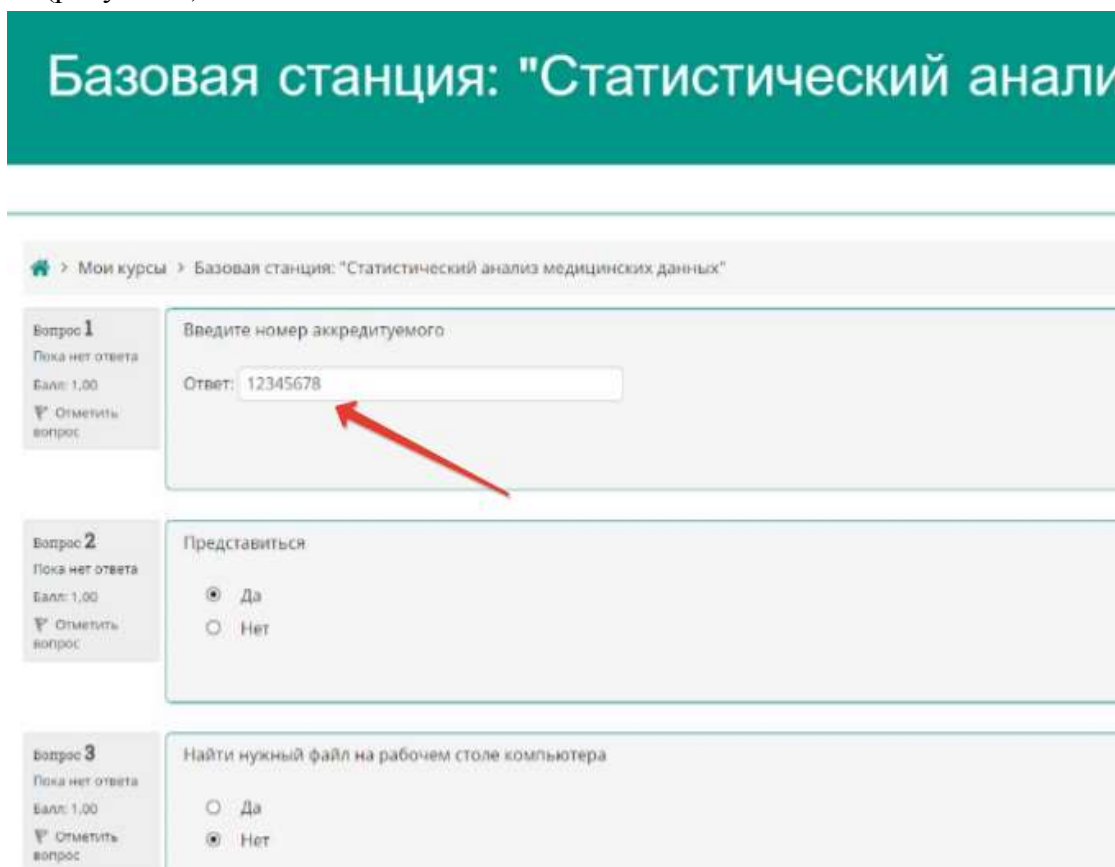 Базовая станция: "Статистический анали
Мои курсы > Базовая станция: "Статистический анализ медицинских данных"
Вопрос 1
Пока нет ответа
Балл: 1,00
Отметить
вопрос
Введите номер аккредитуемого
Ответ: 12345678
Вопрос 2
Пока нет ответа
Балл: 1,00
Отметить
вопрос
Представиться
Да
Нет
Вопрос 3
Пока нет ответа
Балл: 1,00
Отметить
вопрос
Найти нужный файл на рабочем столе компьютера
Да
Нет